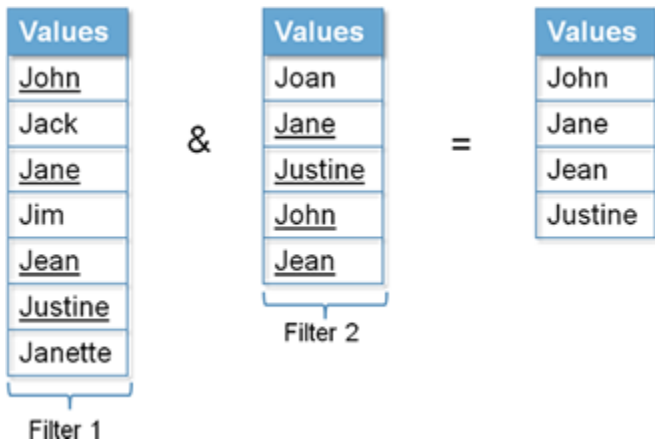 Values
John
Jack
Jane
Jim
Jean
Justine
Janette
Filter 1
&
Values
Joan
Jane
Justine
John
Jean
Filter 2
=
Values
John
Jane
Jean
Justine